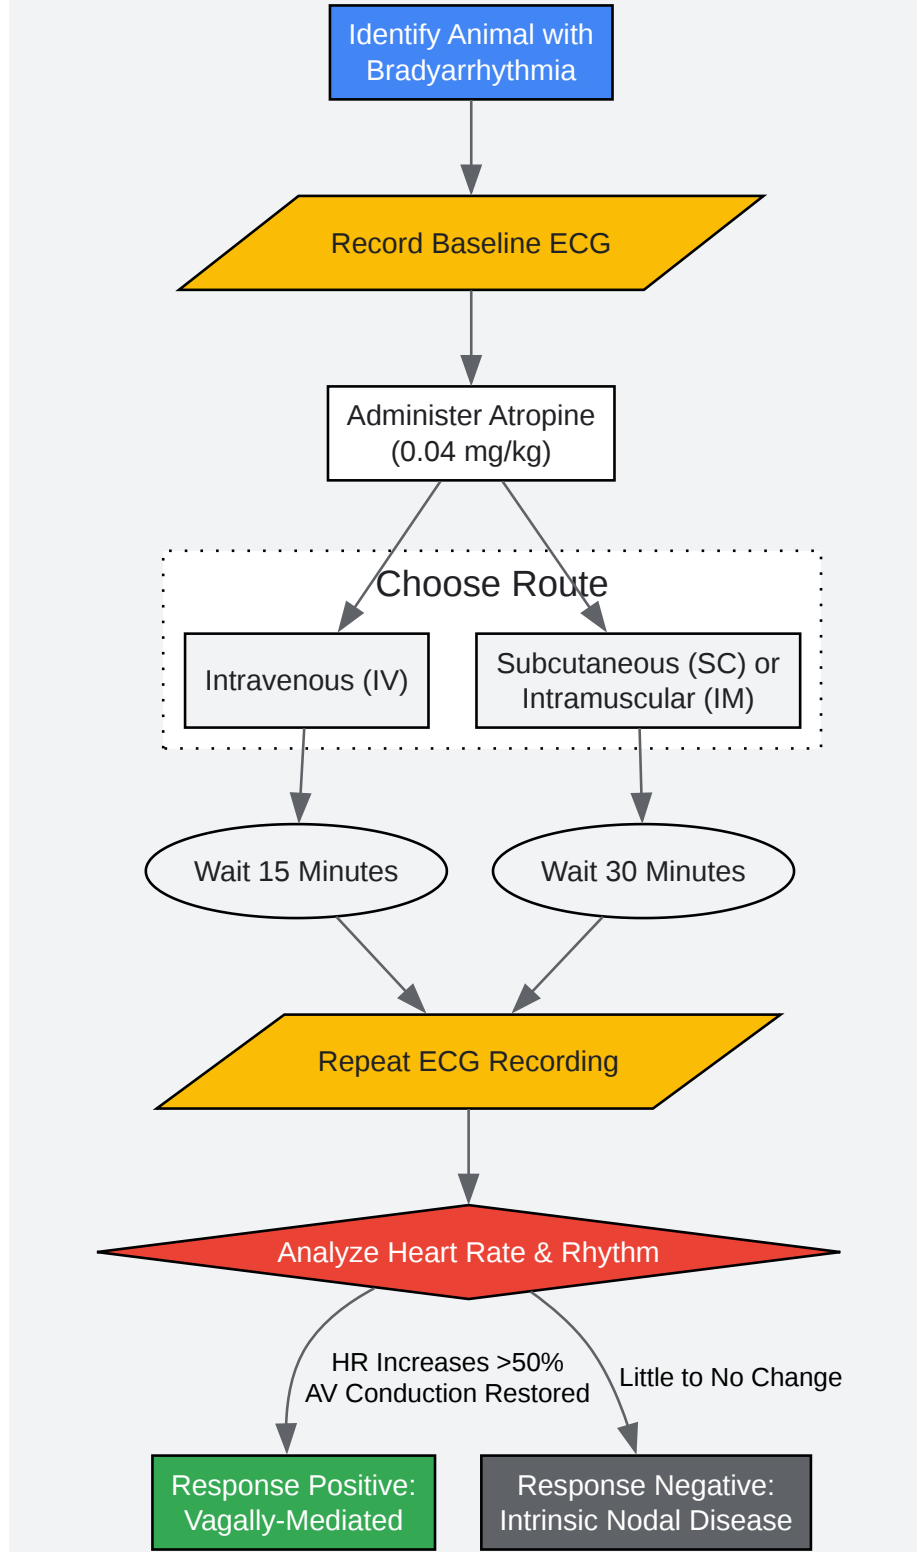 Identify Animal with
Bradyarrhythmia
Record Baseline ECG
Administer Atropine
(0.04 mg/kg)
Choose Route
Intravenous (IV)
Subcutaneous (SC) or
Intramuscular (IM)
Wait 15 Minutes
Wait 30 Minutes
Repeat ECG Recording
Analyze Heart Rate & Rhythm
HR Increases >50%
AV Conduction Restored
Little to No Change
Response Positive:
Vagally-Mediated
Response Negative:
Intrinsic Nodal Disease